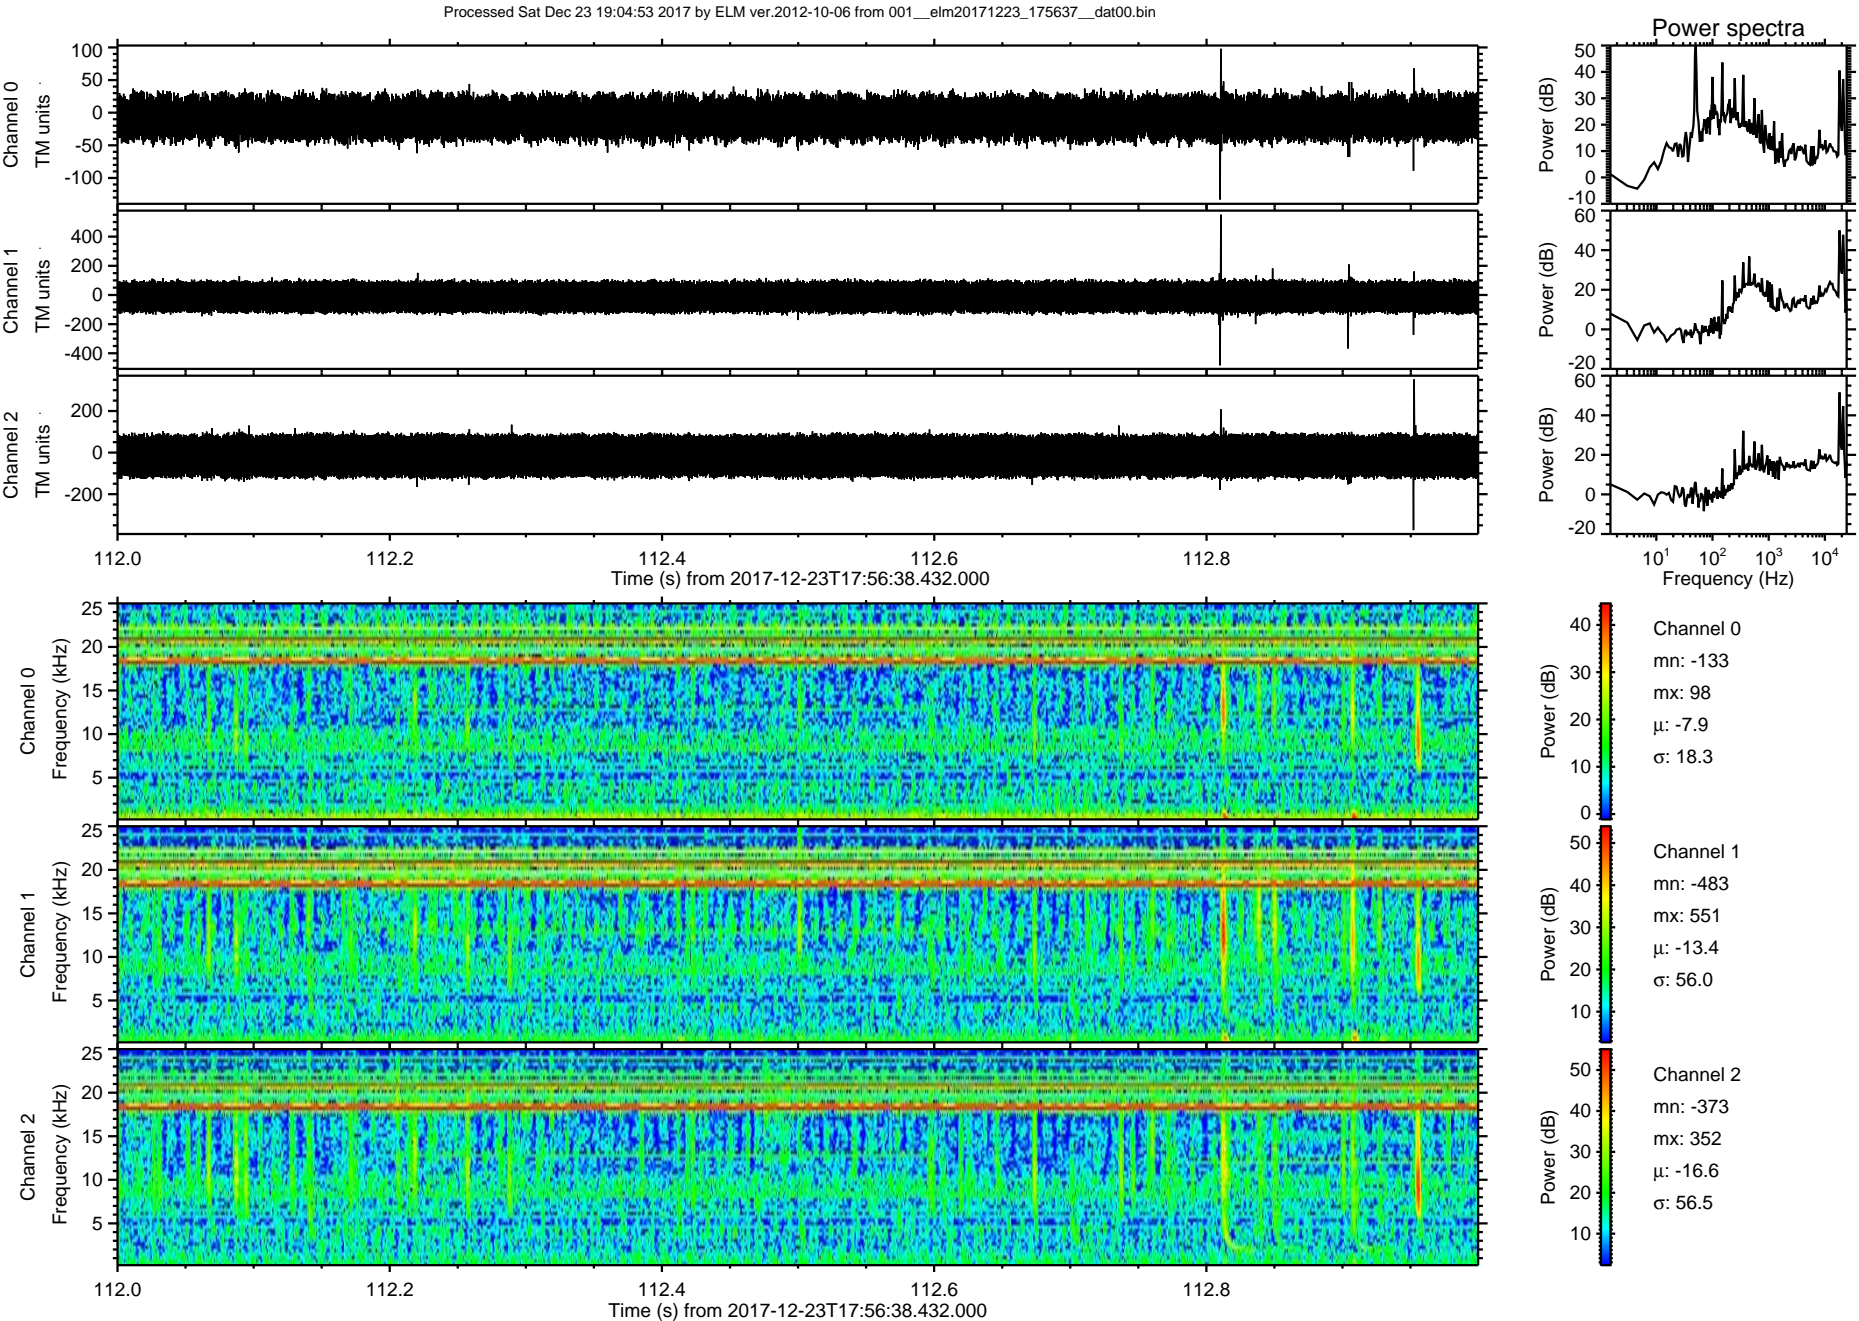 Processed Sat Dec 23 19:04:53 2017 by ELM ver.2012-10-06 from 001__elm20171223_175637__dat00.bin
Power spectra
Channel 0
TM units
100
50
0
-50
-100
Power (dB)
50
40
30
20
10
0
-10
Channel 1
TM units
400
200
0
-200
-400
Power (dB)
60
40
20
0
-20
Channel 2
TM units
200
0
-200
Power (dB)
60
40
20
0
-20
112.0 112.2 112.4 112.6 112.8
Time (s) from 2017-12-23T17:56:38.432.000
10^1 10^2 10^3 10^4
Frequency (Hz)
Channel 0
Frequency (kHz)
25
20
15
10
5
Power (dB)
40
30
20
10
0
Channel 0
mn: -133
mx: 98
μ: -7.9
σ: 18.3
Channel 1
Frequency (kHz)
25
20
15
10
5
Power (dB)
50
40
30
20
10
Channel 1
mn: -483
mx: 551
μ: -13.4
σ: 56.0
Channel 2
Frequency (kHz)
25
20
15
10
5
Power (dB)
50
40
30
20
10
Channel 2
mn: -373
mx: 352
μ: -16.6
σ: 56.5
112.0 112.2 112.4 112.6 112.8
Time (s) from 2017-12-23T17:56:38.432.000